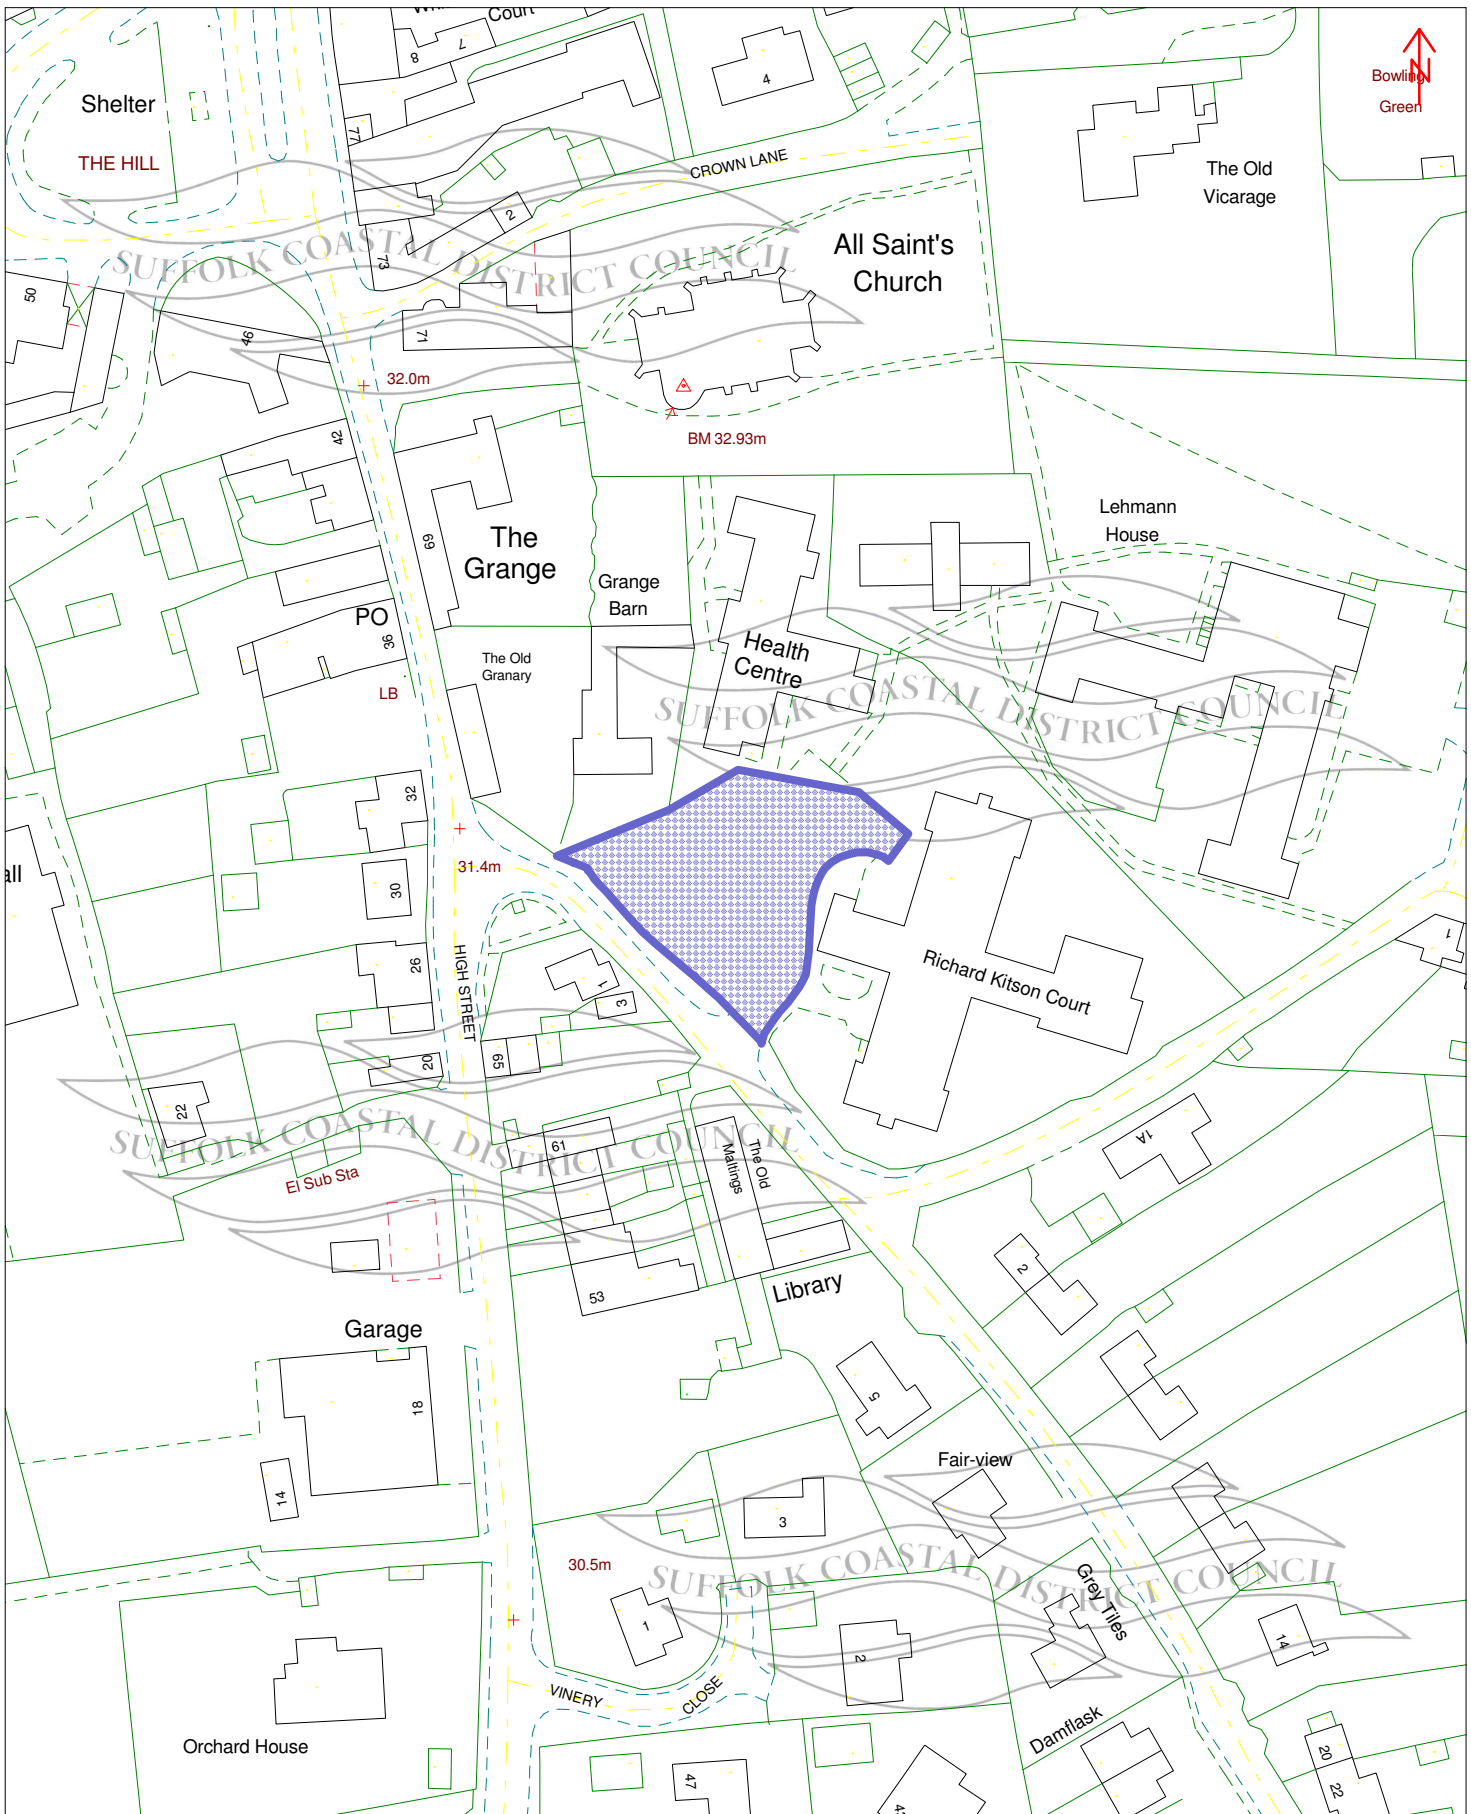 Court
7
8
4
Shelter
THE HILL
77
Bowling
Green
N
CROWN LANE
The Old
Vicarage
2
73
All Saint's
Church
SUFFOLK COASTAL DISTRICT COUNCIL
50
46
71
32.0m
BM 32.93m
42
69
The
Grange
Lehmann
House
Grange
Barn
PO
36
Health
Centre
The Old
Granary
LB
SUFFOLK COASTAL DISTRICT COUNCIL
32
31.4m
30
26
HIGH STREET
1
3
Richard Kitson Court
1
59
20
22
SUFFOLK COASTAL DISTRICT COUNCIL
61
The Old
Maltings
1A
El Sub Sta
2
53
Library
Garage
18
5
14
Fair-view
3
30.5m
SUFFOLK COASTAL DISTRICT COUNCIL
Grey Tiles
1
2
14
VINERY
CLOSE
Orchard House
Damflask
47
20
22